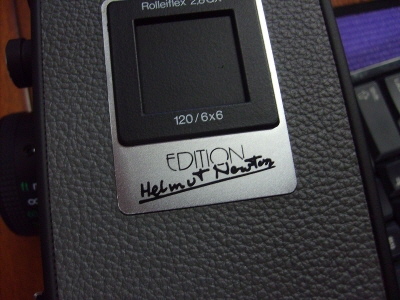 Rolleiflex 2,8GX
120/6x6
EDITION
Helmut Newton